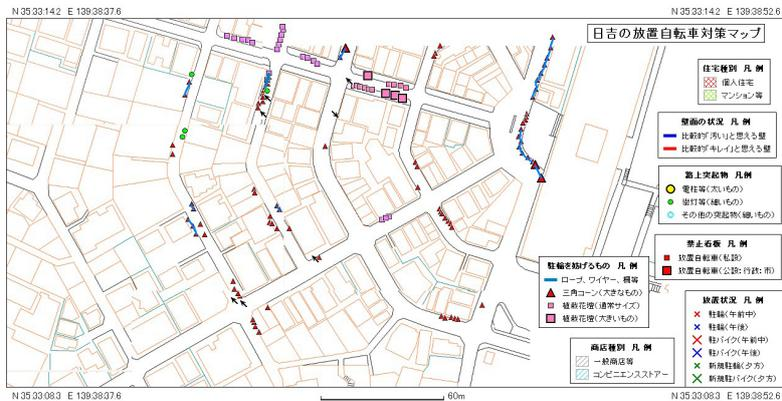 N 35:33:14.2 E 139:38:37.6
N 35:33:14.2 E 139:38:52.6
日吉の放置自転車対策マップ
住宅種別 凡 例
個人住宅
マンション等
壁面の状況 凡 例
比較的「汚い」と思える壁
比較的「キレイ」と思える壁
路上突起物 凡 例
電柱等(太いもの)
街灯等(細いもの)
その他の突起物(細いもの)
禁止看板 凡 例
放置自転車(私設)
放置自転車(公設:行政:市)
駐輪を妨げるもの 凡 例
ロープ、ワイヤー、柵等
三角コーン(大きなもの)
植栽花壇(通常サイズ)
植栽花壇(大きいもの)
放置状況 凡 例
駐輪(午前中)
駐輪(午後)
駐バイク(午前中)
駐バイク(午後)
新規駐輪(夕方)
新規駐バイク(夕方)
商店種別 凡 例
一般商店等
コンビニエンスストアー
N 35:33:08.3 E 139:38:37.6
60m
N 35:33:08.3 E 139:38:52.6